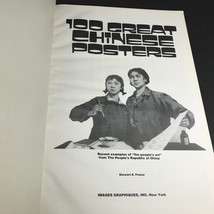 100 GREAT
CHINESE
POSTERS
Recent examples of "the people's art"
from The People's Republic of China
Stewart E. Fraser
IMAGES GRAPHIQUES, INC. New York